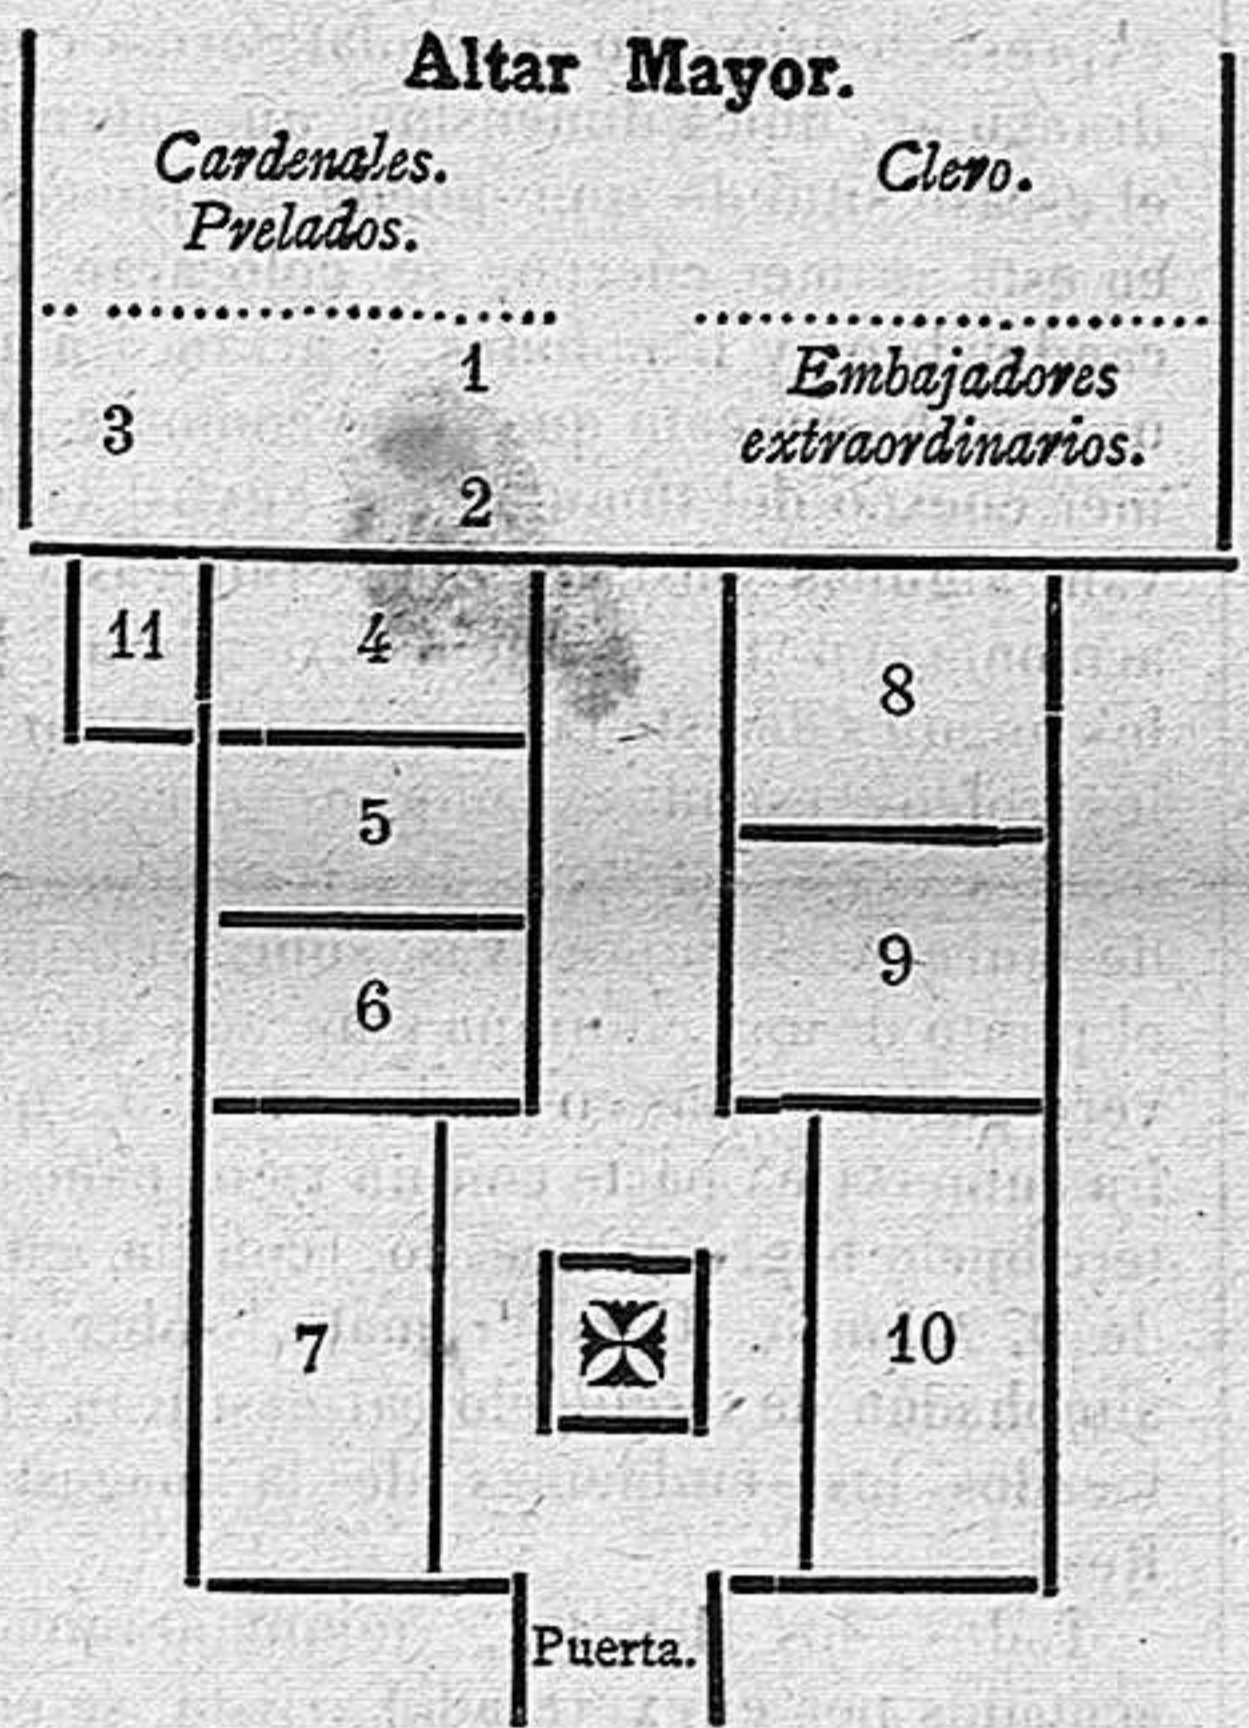 Altar Mayor.
Cardenales.
Prelados.
Clero.
1
Embajadores
extraordinarios.
3
2
11
4
8
5
9
6
7
10
Puerta.